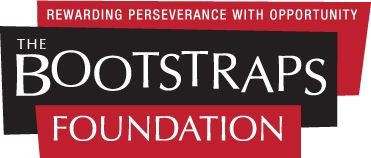 REWARDING PERSEVERANCE WITH OPPORTUNITY
THE
BOOTSTRAPS
FOUNDATION